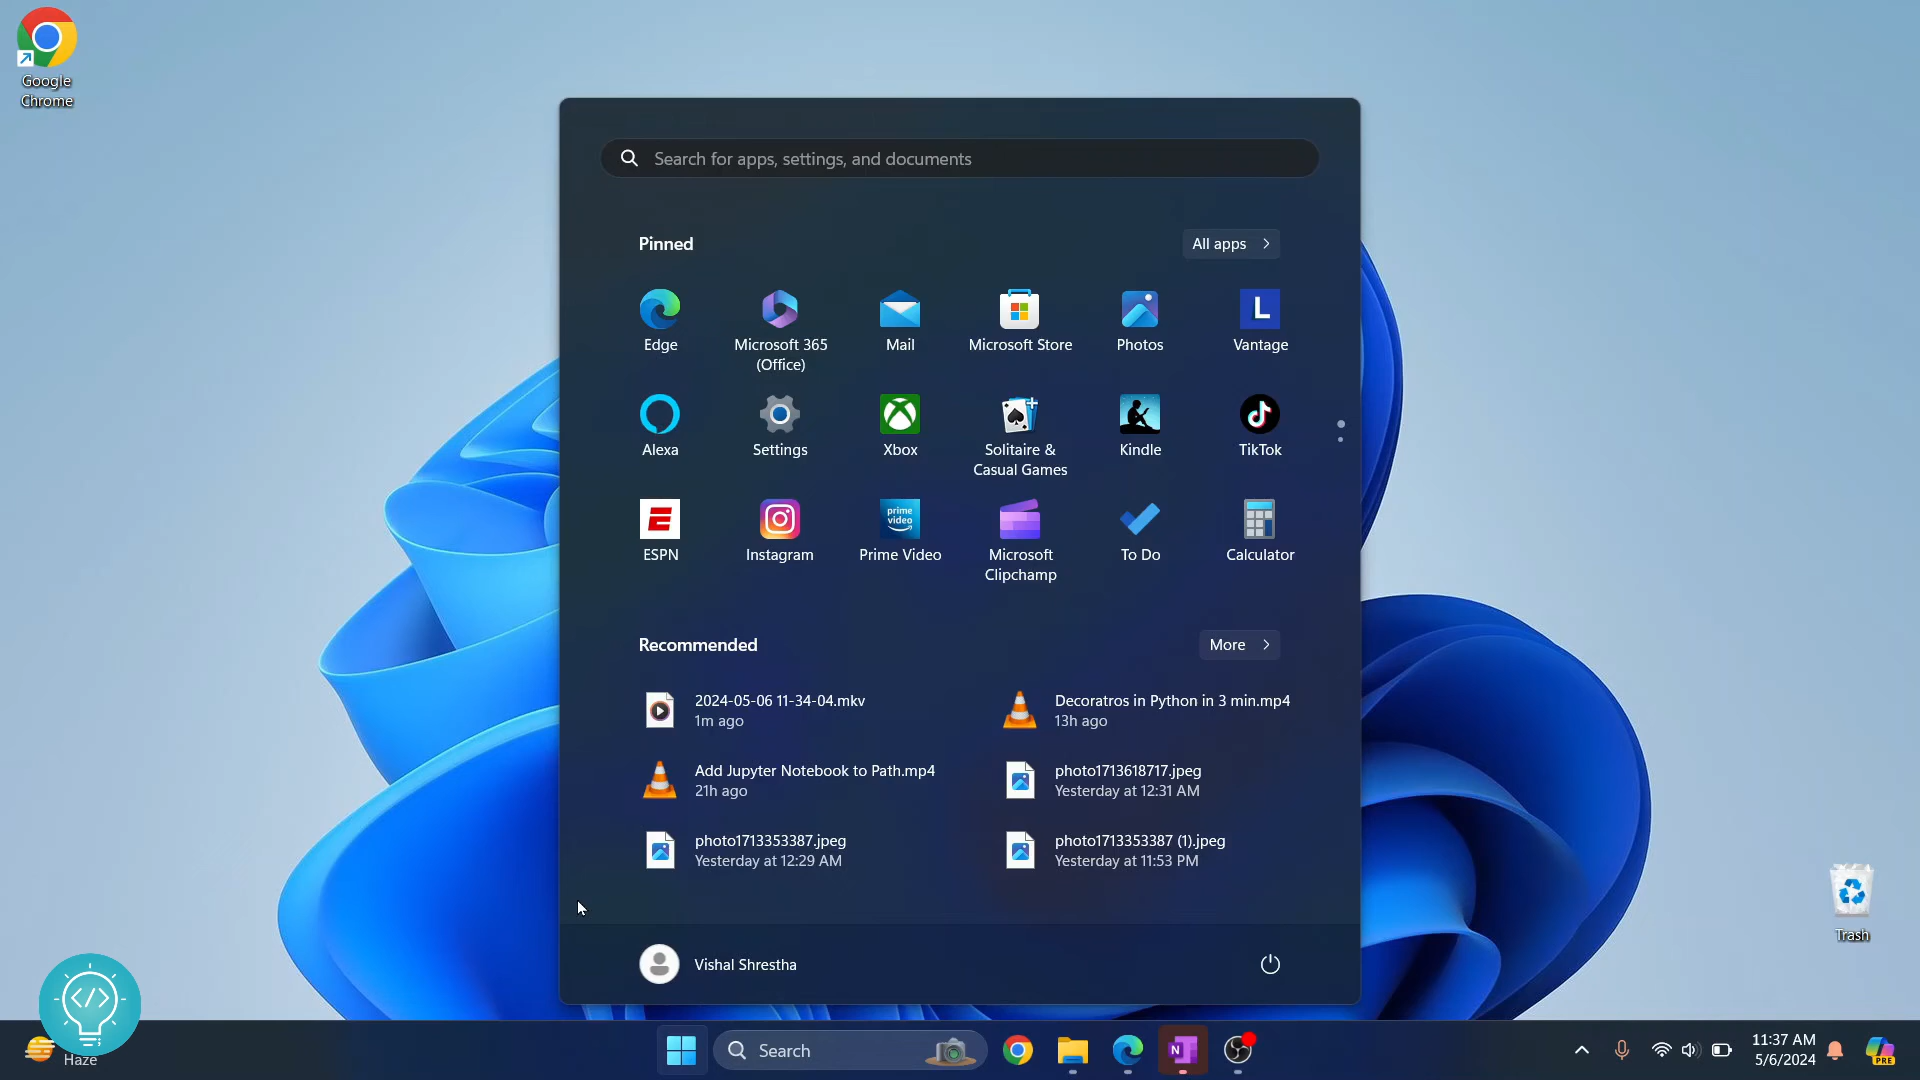 Google
Chrome
Search for apps, settings, and documents
Pinned
All apps
Edge
Microsoft 365
(Office)
Mail
Microsoft Store
Photos
L
Vantage
Alexa
Settings
Xbox
Solitaire &
Casual Games
Kindle
TikTok
E
ESPN
Instagram
prime
video
Prime Video
Microsoft
Clipchamp
To Do
Calculator
Recommended
More
2024-05-06 11-34-04.mkv
1m ago
Decoratros in Python in 3 min.mp4
13h ago
Add Jupyter Notebook to Path.mp4
21h ago
photo1713618717.jpeg
Yesterday at 12:31 AM
photo1713353387.jpeg
Yesterday at 12:29 AM
photo1713353387 (1).jpeg
Yesterday at 11:53 PM
Trash
Vishal Shrestha
</>
Haze
Search
N
11:37 AM
5/6/2024
PRE